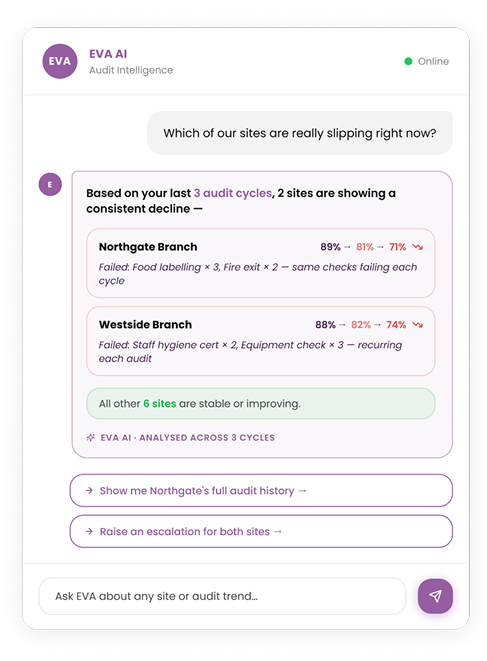 EVA
EVA AI
Audit Intelligence
Online
Which of our sites are really slipping right now?
E
Based on your last 3 audit cycles, 2 sites are showing a
consistent decline —
Northgate Branch 89% → 81% → 71%
Failed: Food labelling × 3, Fire exit × 2 — same checks failing each
cycle
Westside Branch 88% → 82% → 74%
Failed: Staff hygiene cert × 2, Equipment check × 3 — recurring
each audit
All other 6 sites are stable or improving.
EVA AI · ANALYSED ACROSS 3 CYCLES
→ Show me Northgate's full audit history →
→ Raise an escalation for both sites →
Ask EVA about any site or audit trend...